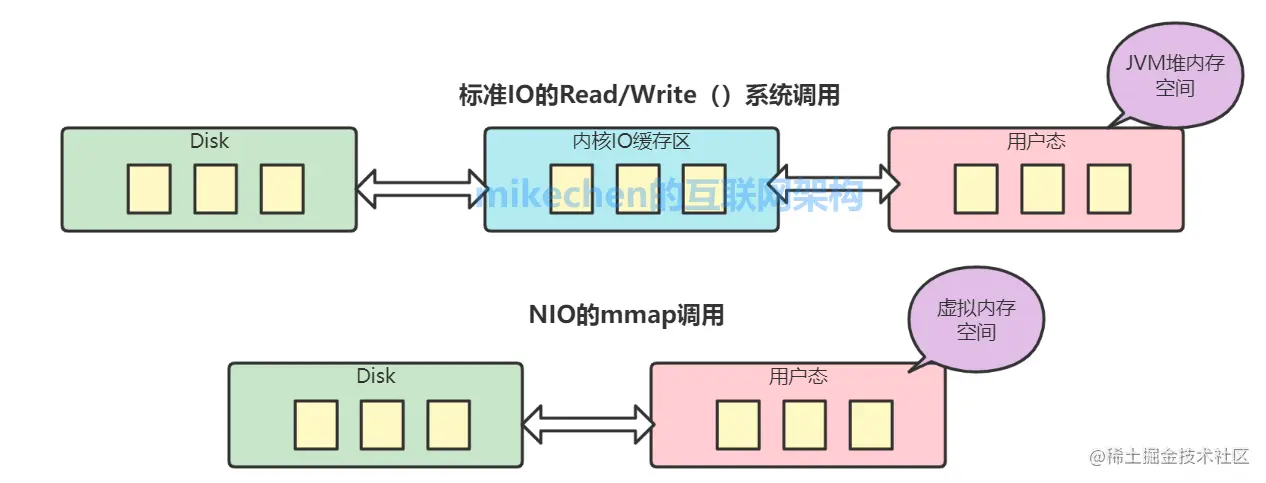 JVM堆内存
空间
标准IO的Read/Write（）系统调用
Disk
内核IO缓存区
用户态
mikechen的互联网架构
虚拟内存
空间
NIO的mmap调用
Disk
用户态
@稀土掘金技术社区